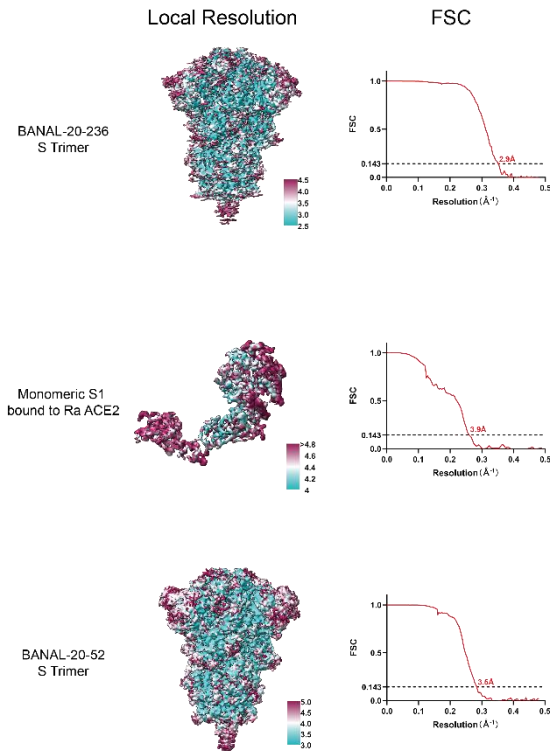 Local Resolution
FSC
BANAL-20-236
S Trimer
4.5
4.0
3.5
3.0
2.5
FSC
1.0
0.5
0.143
0.0
2.9Å
0.0 0.1 0.2 0.3 0.4 0.5
Resolution (Å⁻¹)
Monomeric S1
bound to Ra ACE2
>4.8
4.6
4.4
4.2
4
FSC
1.0
0.5
0.143
0.0
3.9Å
0.0 0.1 0.2 0.3 0.4 0.5
Resolution (Å⁻¹)
BANAL-20-52
S Trimer
5.0
4.5
4.0
3.5
3.0
FSC
1.0
0.5
0.143
0.0
3.5Å
0.0 0.1 0.2 0.3 0.4 0.5
Resolution (Å⁻¹)